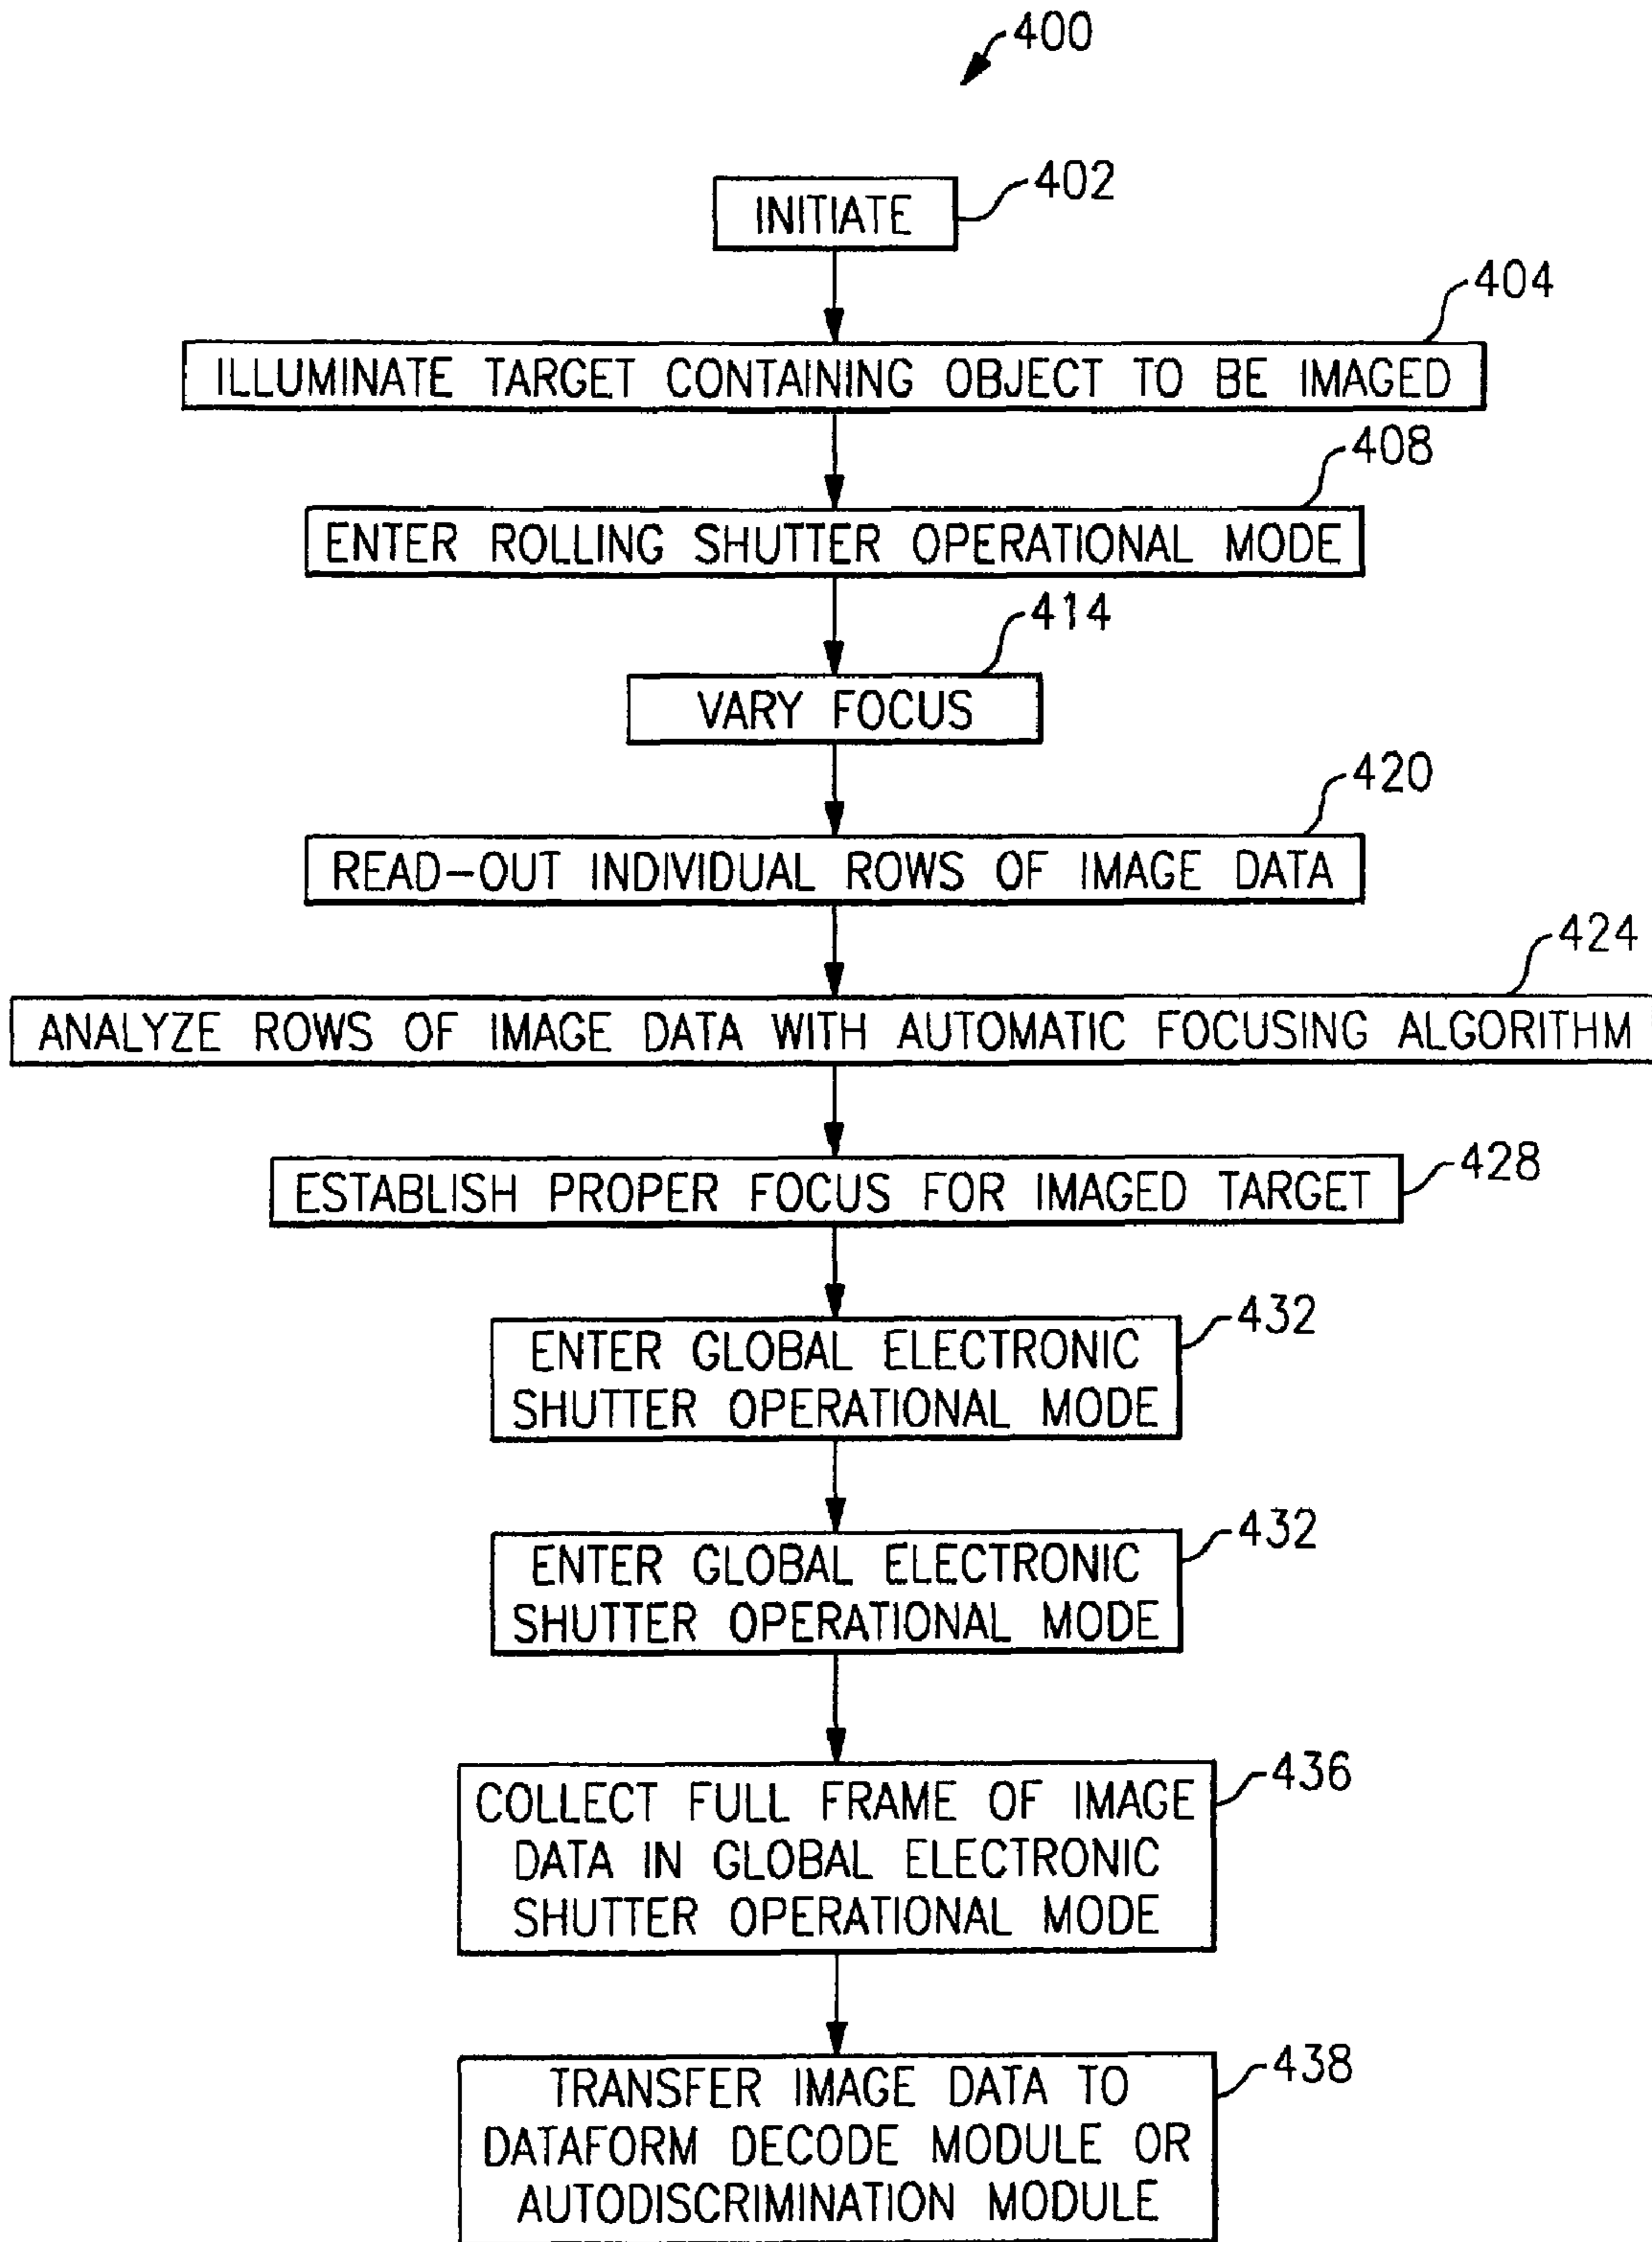 400
402
INITIATE
404
ILLUMINATE TARGET CONTAINING OBJECT TO BE IMAGED
408
ENTER ROLLING SHUTTER OPERATIONAL MODE
414
VARY FOCUS
420
READ-OUT INDIVIDUAL ROWS OF IMAGE DATA
424
ANALYZE ROWS OF IMAGE DATA WITH AUTOMATIC FOCUSING ALGORITHM
ESTABLISH PROPER FOCUS FOR IMAGED TARGET
428
432
ENTER GLOBAL ELECTRONIC
SHUTTER OPERATIONAL MODE
432
ENTER GLOBAL ELECTRONIC
SHUTTER OPERATIONAL MODE
436
COLLECT FULL FRAME OF IMAGE
DATA IN GLOBAL ELECTRONIC
SHUTTER OPERATIONAL MODE
438
TRANSFER IMAGE DATA TO
DATAFORM DECODE MODULE OR
AUTODISCRIMINATION MODULE